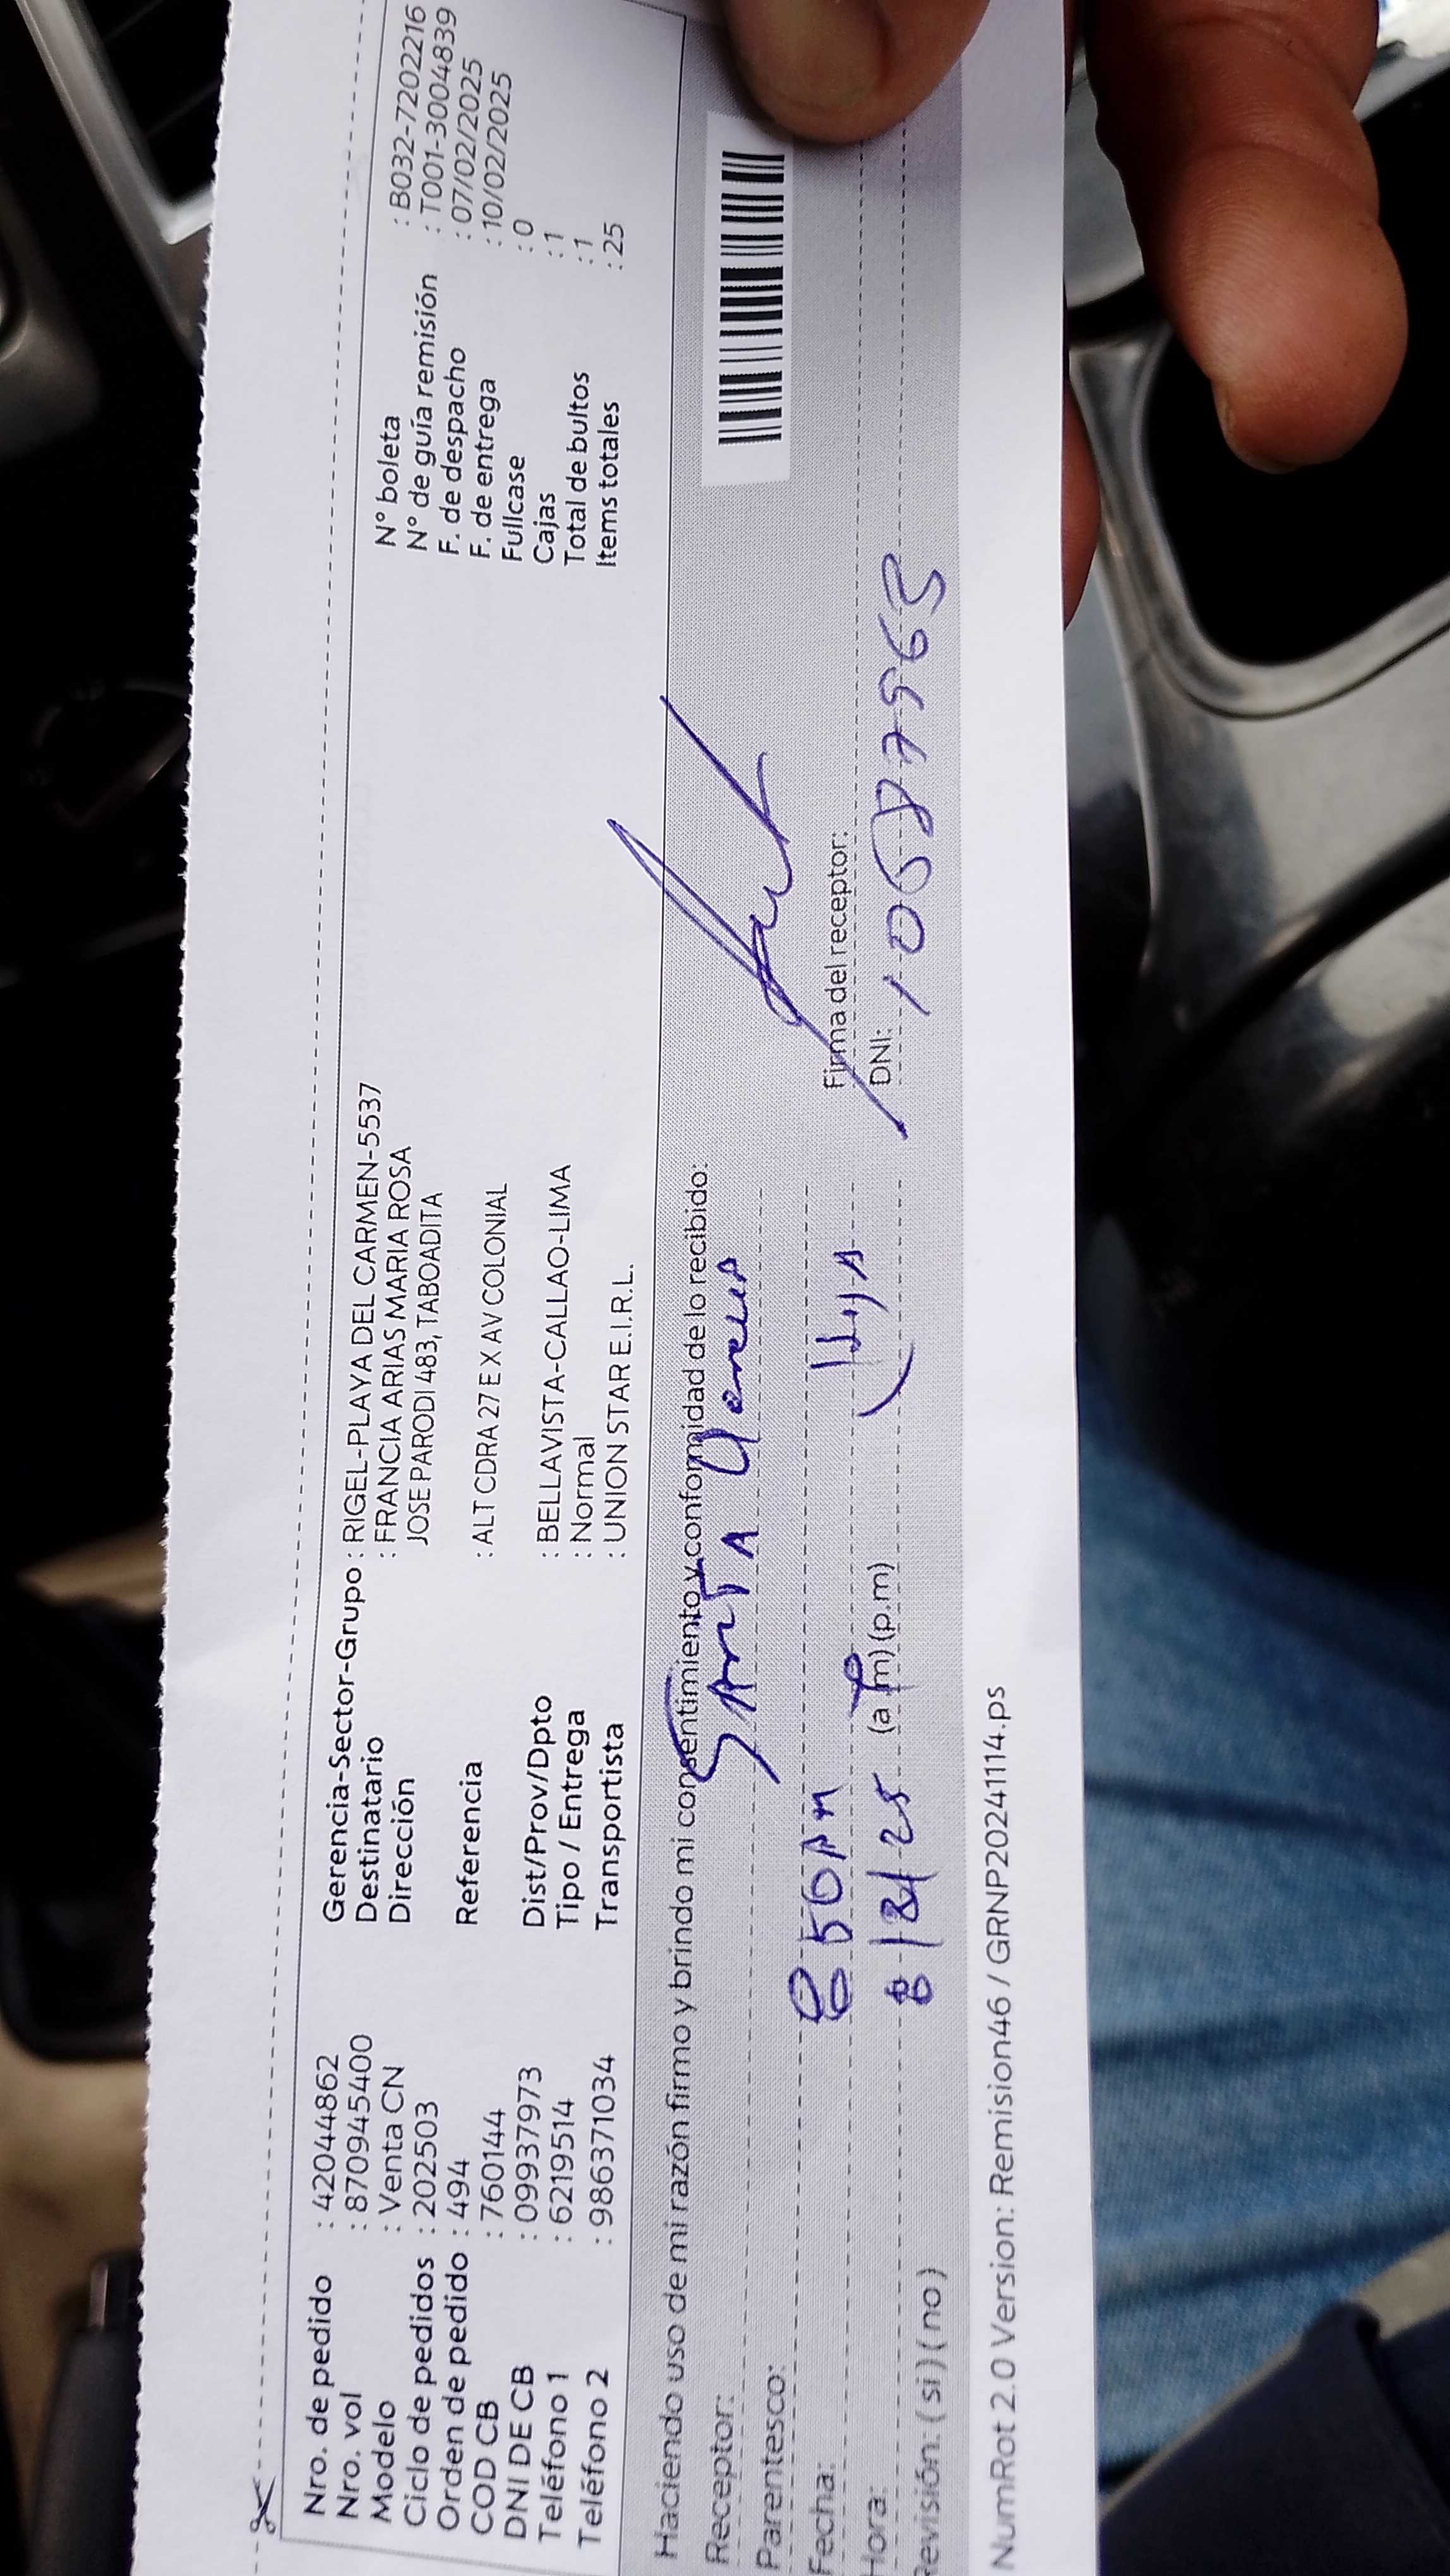 Nro. de pedido : 42044862
Nro. vol : 870945400
Modelo : Venta CN
Ciclo de pedidos : 202503
Orden de pedido : 494
COD CB : 760144
DNI DE CB : 09937973
Teléfono 1 : 6219514
Teléfono 2 : 986371034
Gerencia-Sector-Grupo : RIGEL-PLAYA DEL CARMEN-5537
Destinatario : FRANCIA ARIAS MARIA ROSA
Dirección JOSE PARODI 483, TABOADITA
Referencia : ALT CDRA 27 E X AV COLONIAL
Dist/Prov/Dpto : BELLAVISTA-CALLAO-LIMA
Tipo / Entrega : Normal
Transportista : UNION STAR E.I.R.L.
N° boleta : B032-7202216
N° de guía remisión : T001-3004839
F. de despacho : 07/02/2025
F. de entrega : 10/02/2025
Fullcase : 0
Cajas : 1
Total de bultos : 1
Items totales : 25
Haciendo uso de mi razón firmo y brindo mi consentimiento y conformidad de lo recibido:
Receptor: SANTA
Parentesco:
Fecha: ESDAN
Hora: (a.m) (p.m)
Revisión: ( si ) ( no )
Firma del receptor:
DNI: 10587965
NumRot 2.0 Version: Remision46 / GRNP20241114.ps